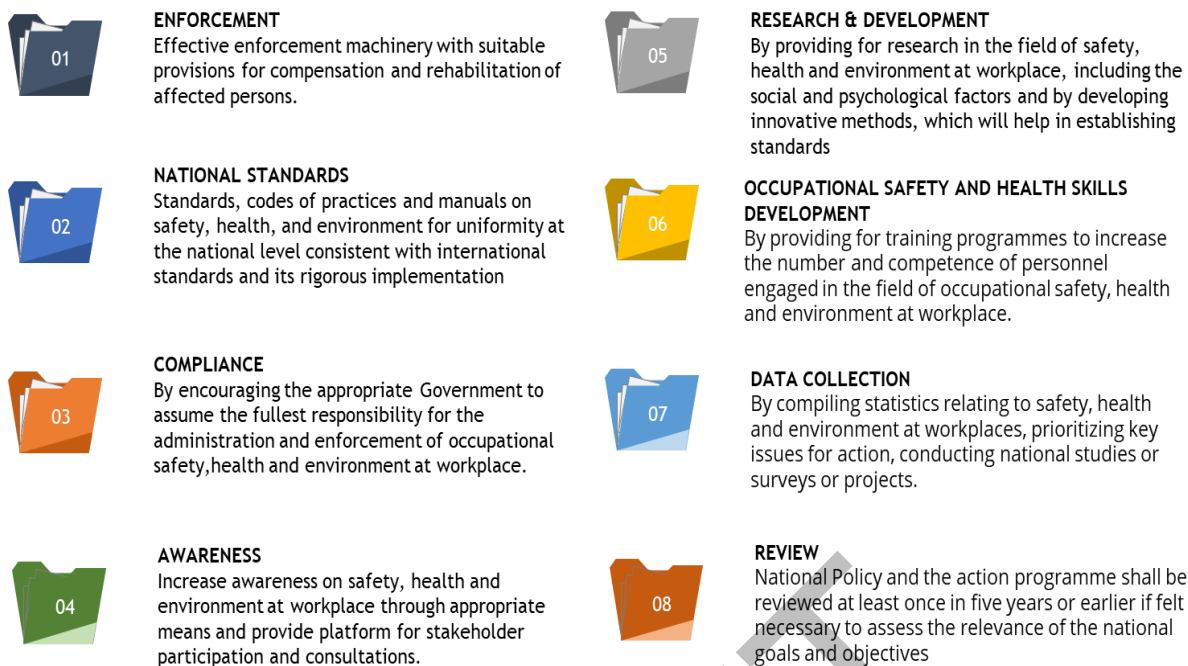 01
ENFORCEMENT
Effective enforcement machinery with suitable
provisions for compensation and rehabilitation of
affected persons.
02
NATIONAL STANDARDS
Standards, codes of practices and manuals on
safety, health, and environment for uniformity at
the national level consistent with international
standards and its rigorous implementation
03
COMPLIANCE
By encouraging the appropriate Government to
assume the fullest responsibility for the
administration and enforcement of occupational
safety,health and environment at workplace.
04
AWARENESS
Increase awareness on safety, health and
environment at workplace through appropriate
means and provide platform for stakeholder
participation and consultations.
05
RESEARCH & DEVELOPMENT
By providing for research in the field of safety,
health and environment at workplace, including the
social and psychological factors and by developing
innovative methods, which will help in establishing
standards
06
OCCUPATIONAL SAFETY AND HEALTH SKILLS
DEVELOPMENT
By providing for training programmes to increase
the number and competence of personnel
engaged in the field of occupational safety, health
and environment at workplace.
07
DATA COLLECTION
By compiling statistics relating to safety, health
and environment at workplaces, prioritizing key
issues for action, conducting national studies or
surveys or projects.
08
REVIEW
National Policy and the action programme shall be
reviewed at least once in five years or earlier if felt
necessary to assess the relevance of the national
goals and objectives